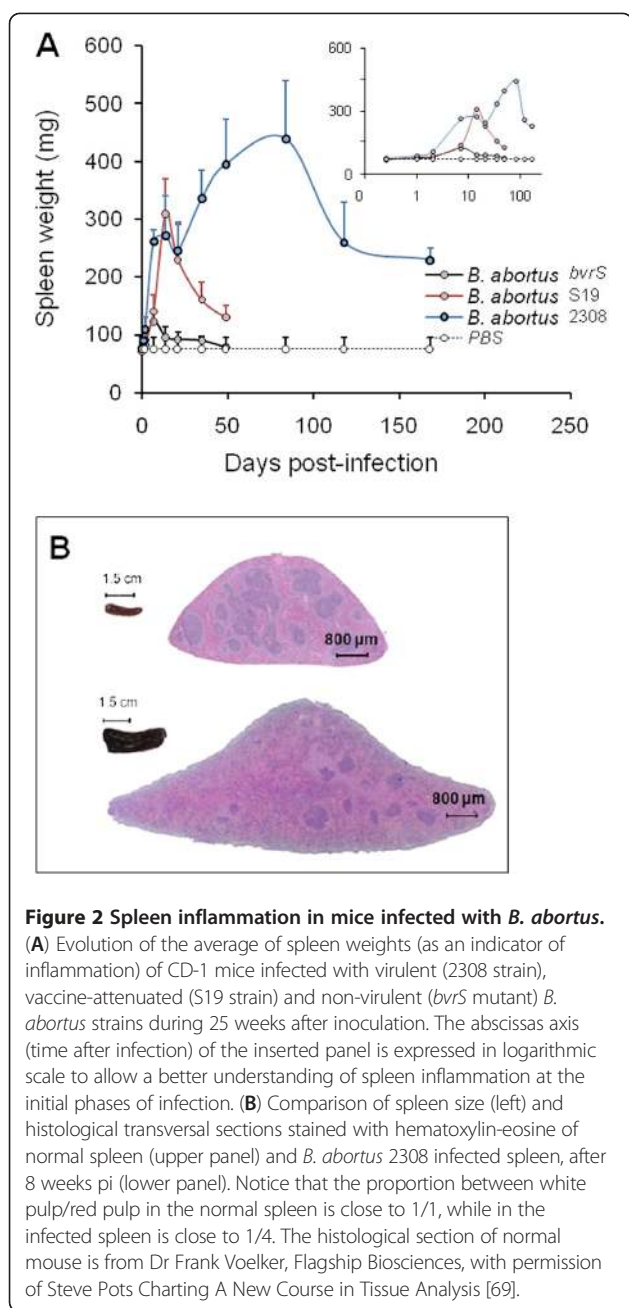 A
600
500
400
300
200
100
0
Spleen weight (mg)
0
50
100
150
200
250
Days post-infection
600
300
0
0
1
10
100
B. abortus bvrS
B. abortus S19
B. abortus 2308
PBS
B
1.5 cm
800 µm
1.5 cm
800 µm
Figure 2 Spleen inflammation in mice infected with B. abortus.
(A) Evolution of the average of spleen weights (as an indicator of
inflammation) of CD-1 mice infected with virulent (2308 strain),
vaccine-attenuated (S19 strain) and non-virulent (bvrS mutant) B.
abortus strains during 25 weeks after inoculation. The abscissas axis
(time after infection) of the inserted panel is expressed in logarithmic
scale to allow a better understanding of spleen inflammation at the
initial phases of infection. (B) Comparison of spleen size (left) and
histological transversal sections stained with hematoxylin-eosine of
normal spleen (upper panel) and B. abortus 2308 infected spleen, after
8 weeks pi (lower panel). Notice that the proportion between white
pulp/red pulp in the normal spleen is close to 1/1, while in the
infected spleen is close to 1/4. The histological section of normal
mouse is from Dr Frank Voelker, Flagship Biosciences, with permission
of Steve Pots Charting A New Course in Tissue Analysis [69].